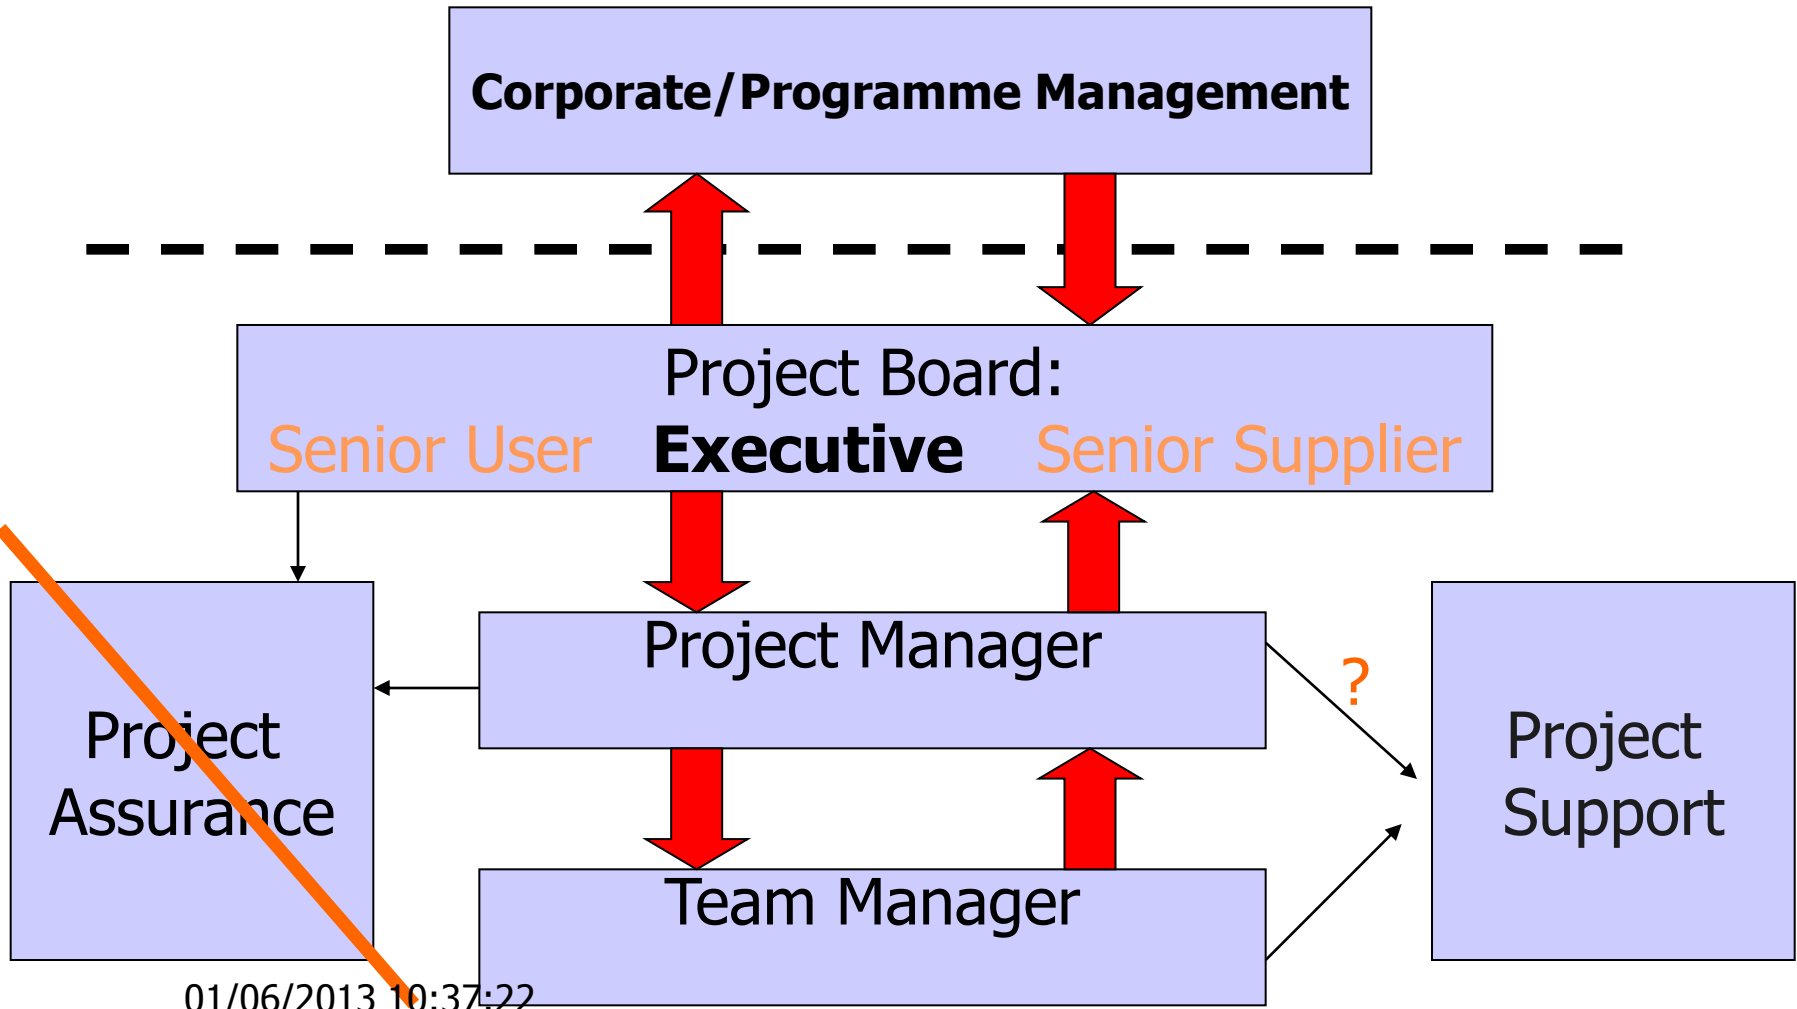 Corporate/Programme Management
Project Board:
Senior User Executive Senior Supplier
Project Manager
?
Project
Assurance
Project
Support
Team Manager
01/06/2013 10:37:22